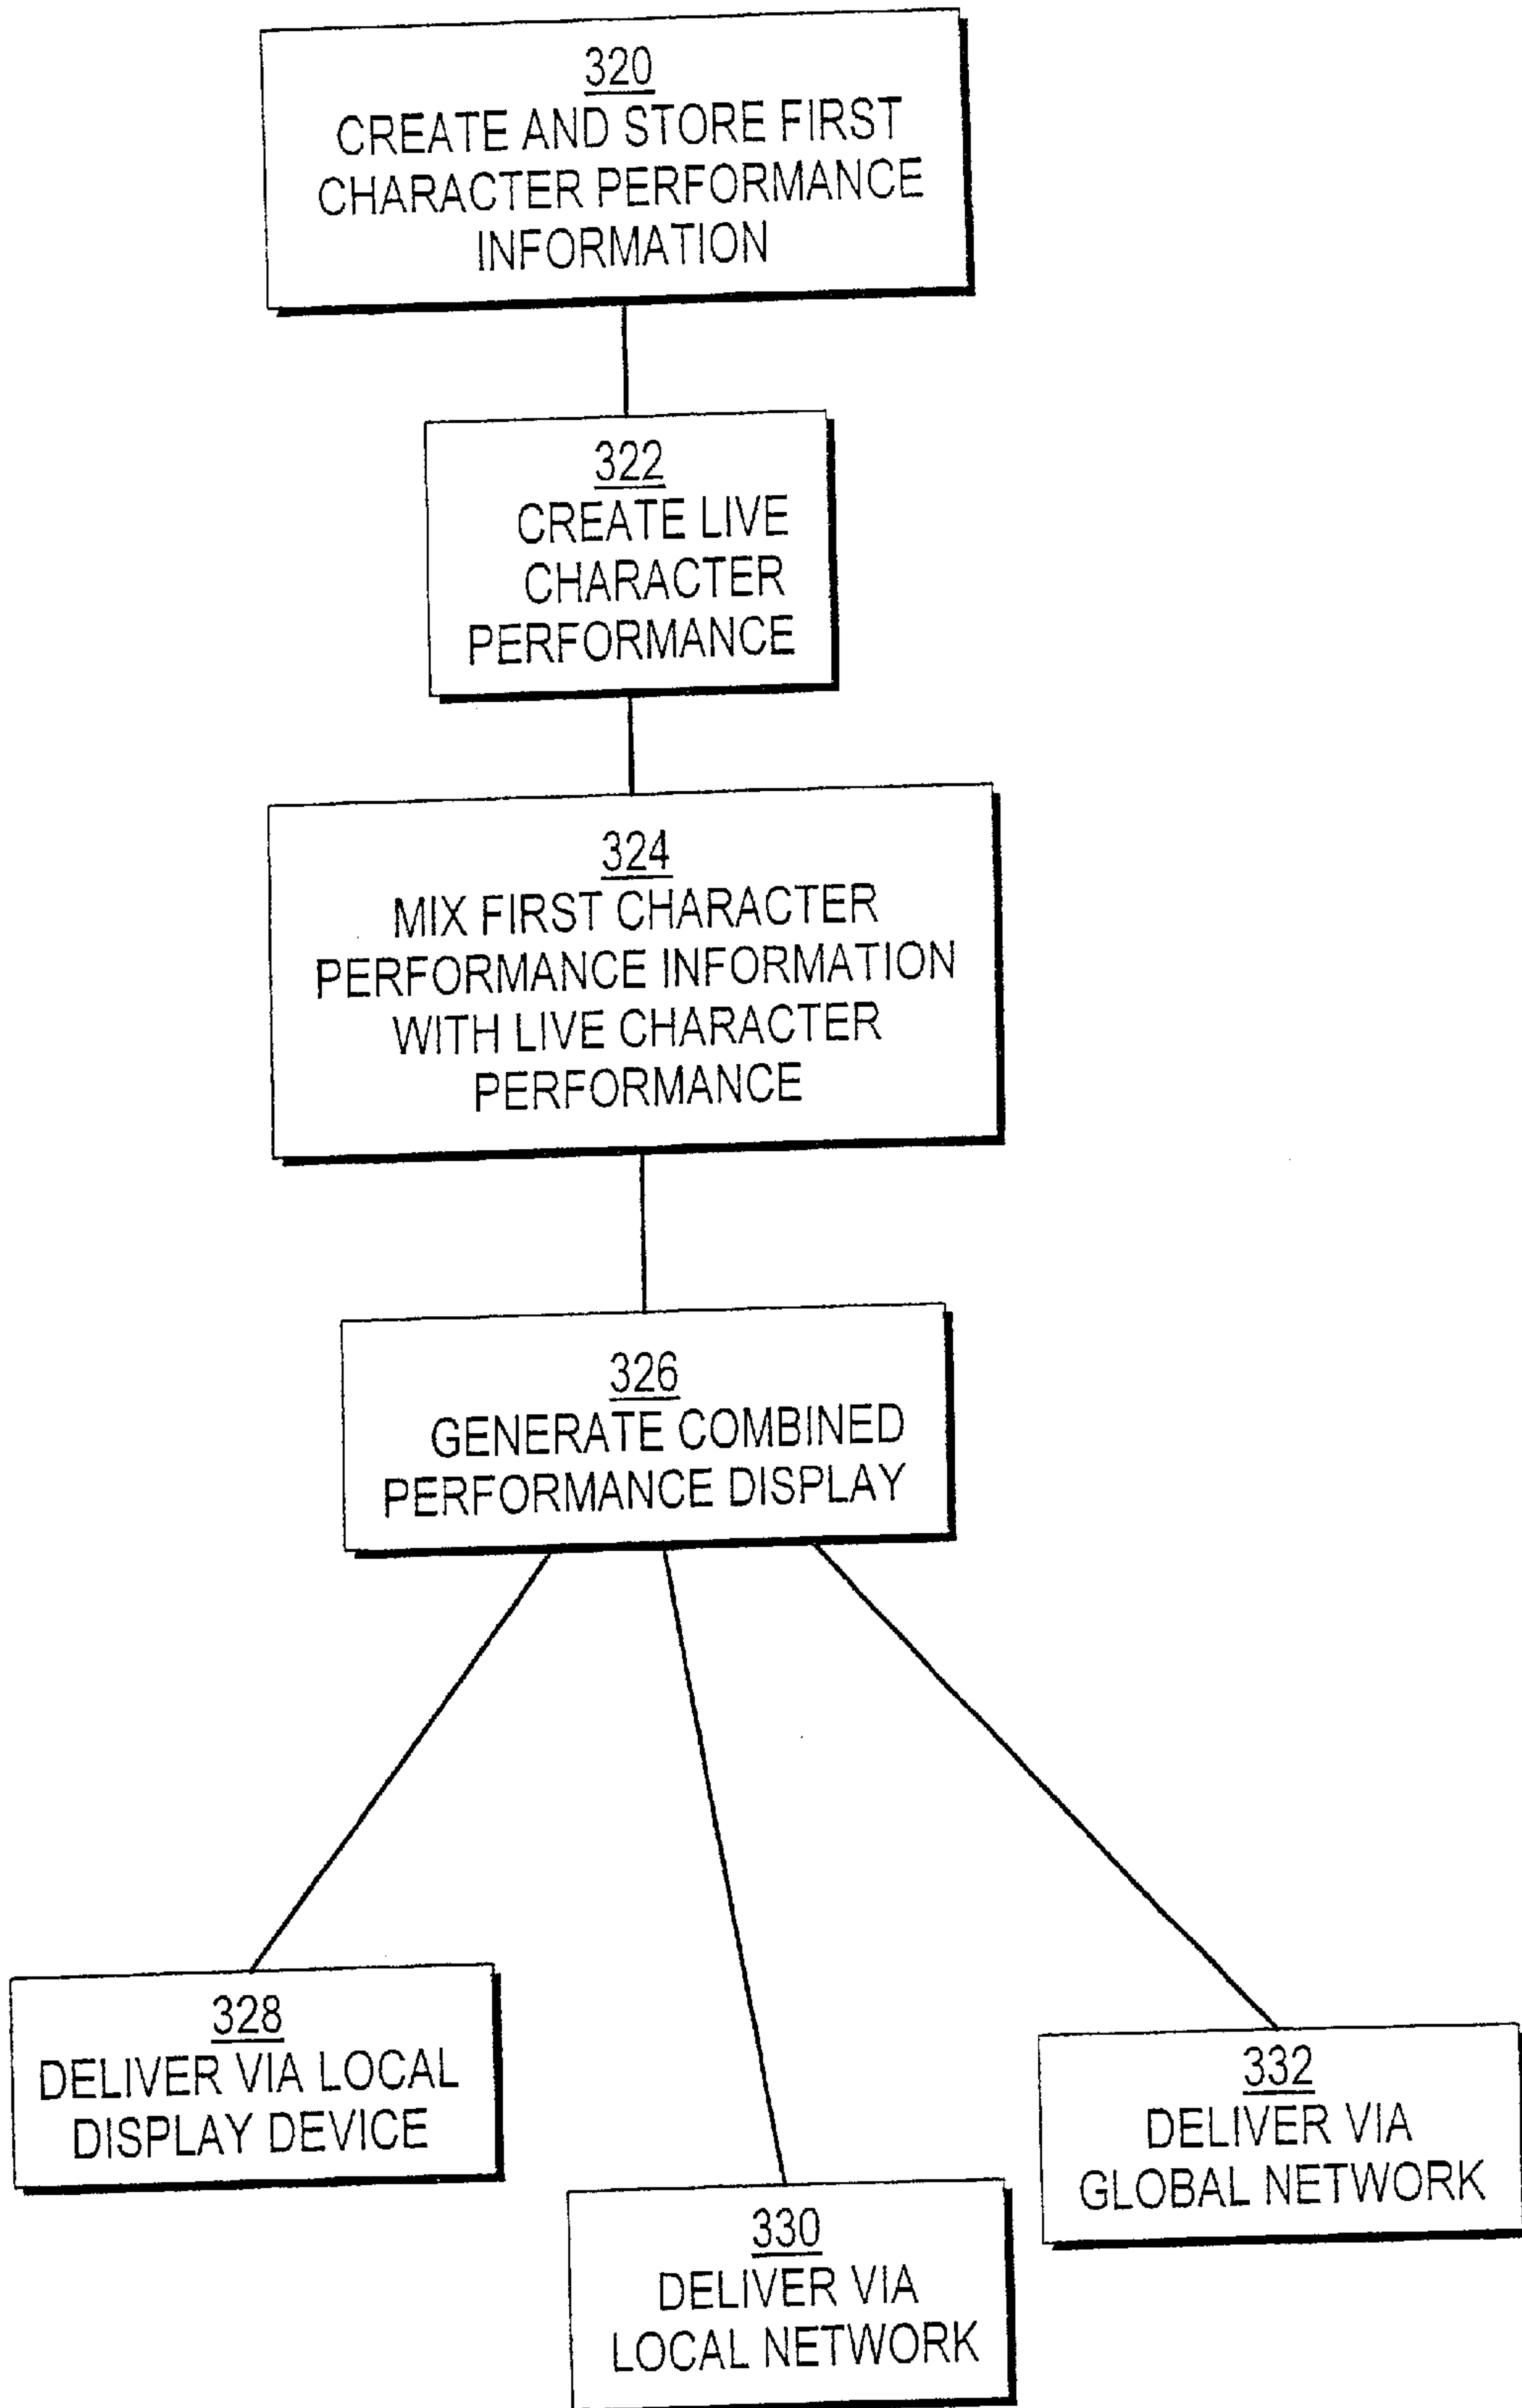 320
CREATE AND STORE FIRST
CHARACTER PERFORMANCE
INFORMATION
322
CREATE LIVE
CHARACTER
PERFORMANCE
324
MIX FIRST CHARACTER
PERFORMANCE INFORMATION
WITH LIVE CHARACTER
PERFORMANCE
326
GENERATE COMBINED
PERFORMANCE DISPLAY
328
DELIVER VIA LOCAL
DISPLAY DEVICE
330
DELIVER VIA
LOCAL NETWORK
332
DELIVER VIA
GLOBAL NETWORK